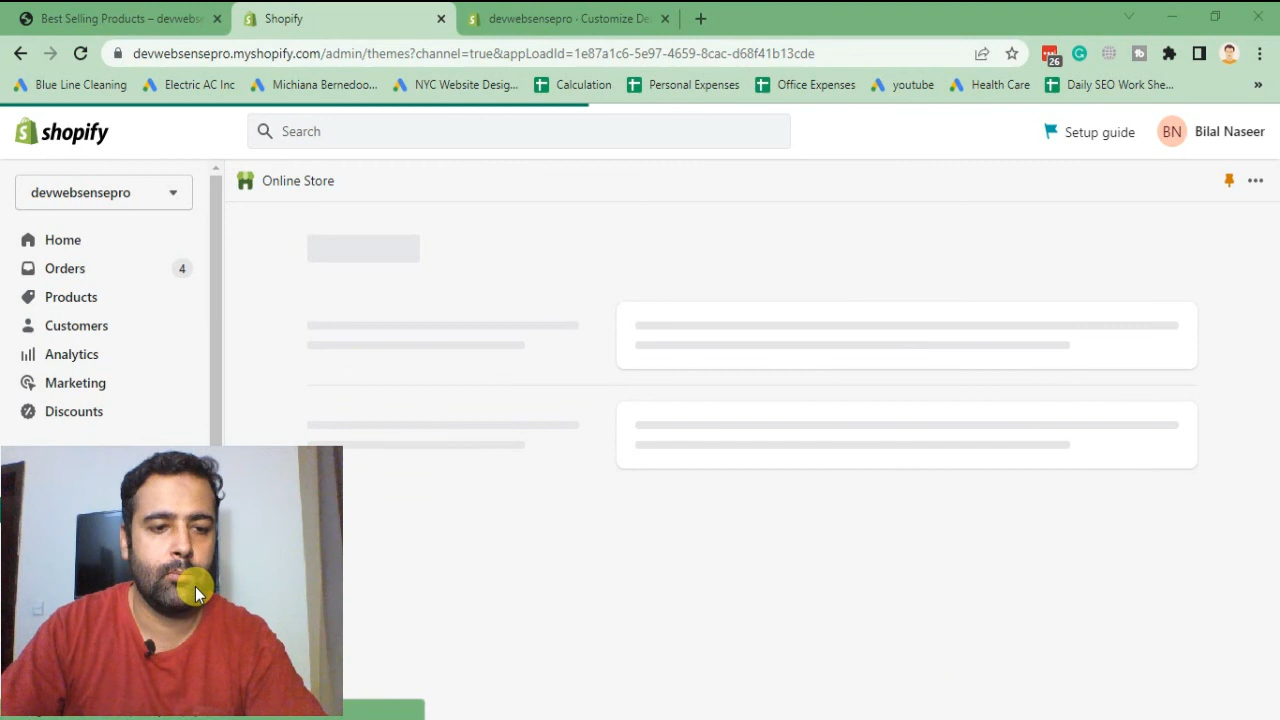 Best Selling Products – devwebse
Shopify
devwebsensepro · Customize De
devwebsensepro.myshopify.com/admin/themes?channel=true&appLoadId=1e87a1c6-5e97-4659-8cac-d68f41b13cde
26
Blue Line Cleaning
Electric AC Inc
Michiana Bernedoo...
NYC Website Desig...
Calculation
Personal Expenses
Office Expenses
youtube
Health Care
Daily SEO Work She...
shopify
Search
Setup guide
BN
Bilal Naseer
devwebsensepro
Online Store
Home
Orders
4
Products
Customers
Analytics
Marketing
Discounts